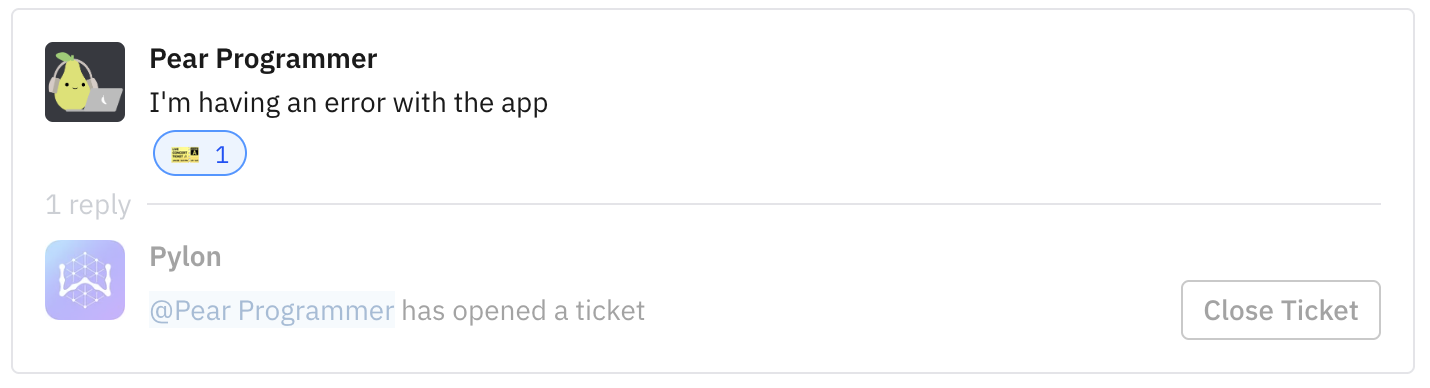 Pear Programmer
I'm having an error with the app
1
1 reply
Pylon
@Pear Programmer has opened a ticket
Close Ticket